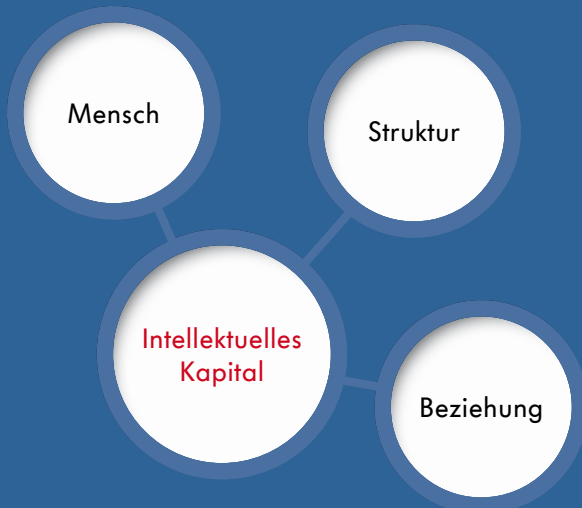 Mensch
Struktur
Intellektuelles
Kapital
Beziehung